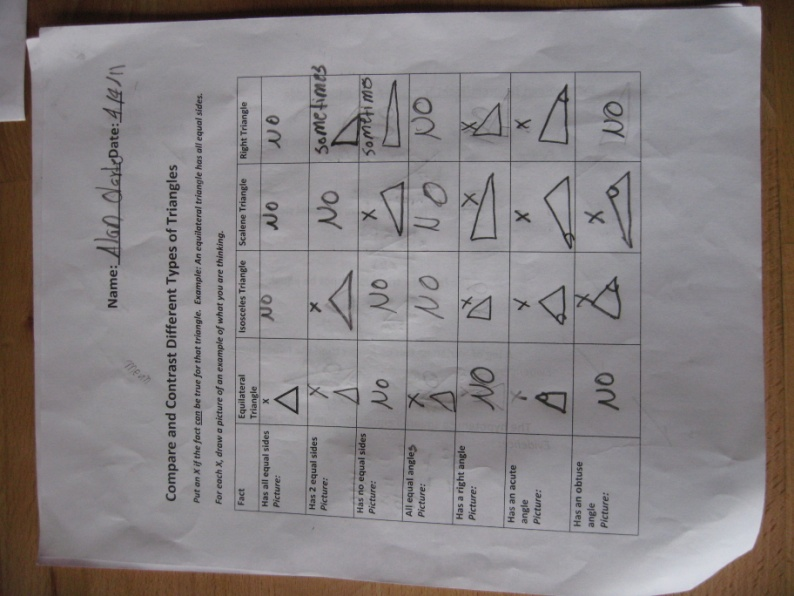 Name: Alan Clark Date: 4/4/11
Compare and Contrast Different Types of Triangles
Put an X if the fact can be true for that triangle. Example: An equilateral triangle has all equal sides.
For each X, draw a picture of an example of what you are thinking.
Fact Equilateral Triangle Isosceles Triangle Scalene Triangle Right Triangle
Has all equal sides X NO NO NO
Picture:
Has 2 equal sides X X NO sometimes
Picture:
Has no equal sides NO NO X sometimes
Picture:
All equal angles X NO NO NO
Picture:
Has a right angle NO X X X
Picture:
Has an acute X X X X
angle
Picture:
Has an obtuse NO X X NO
angle
Picture: